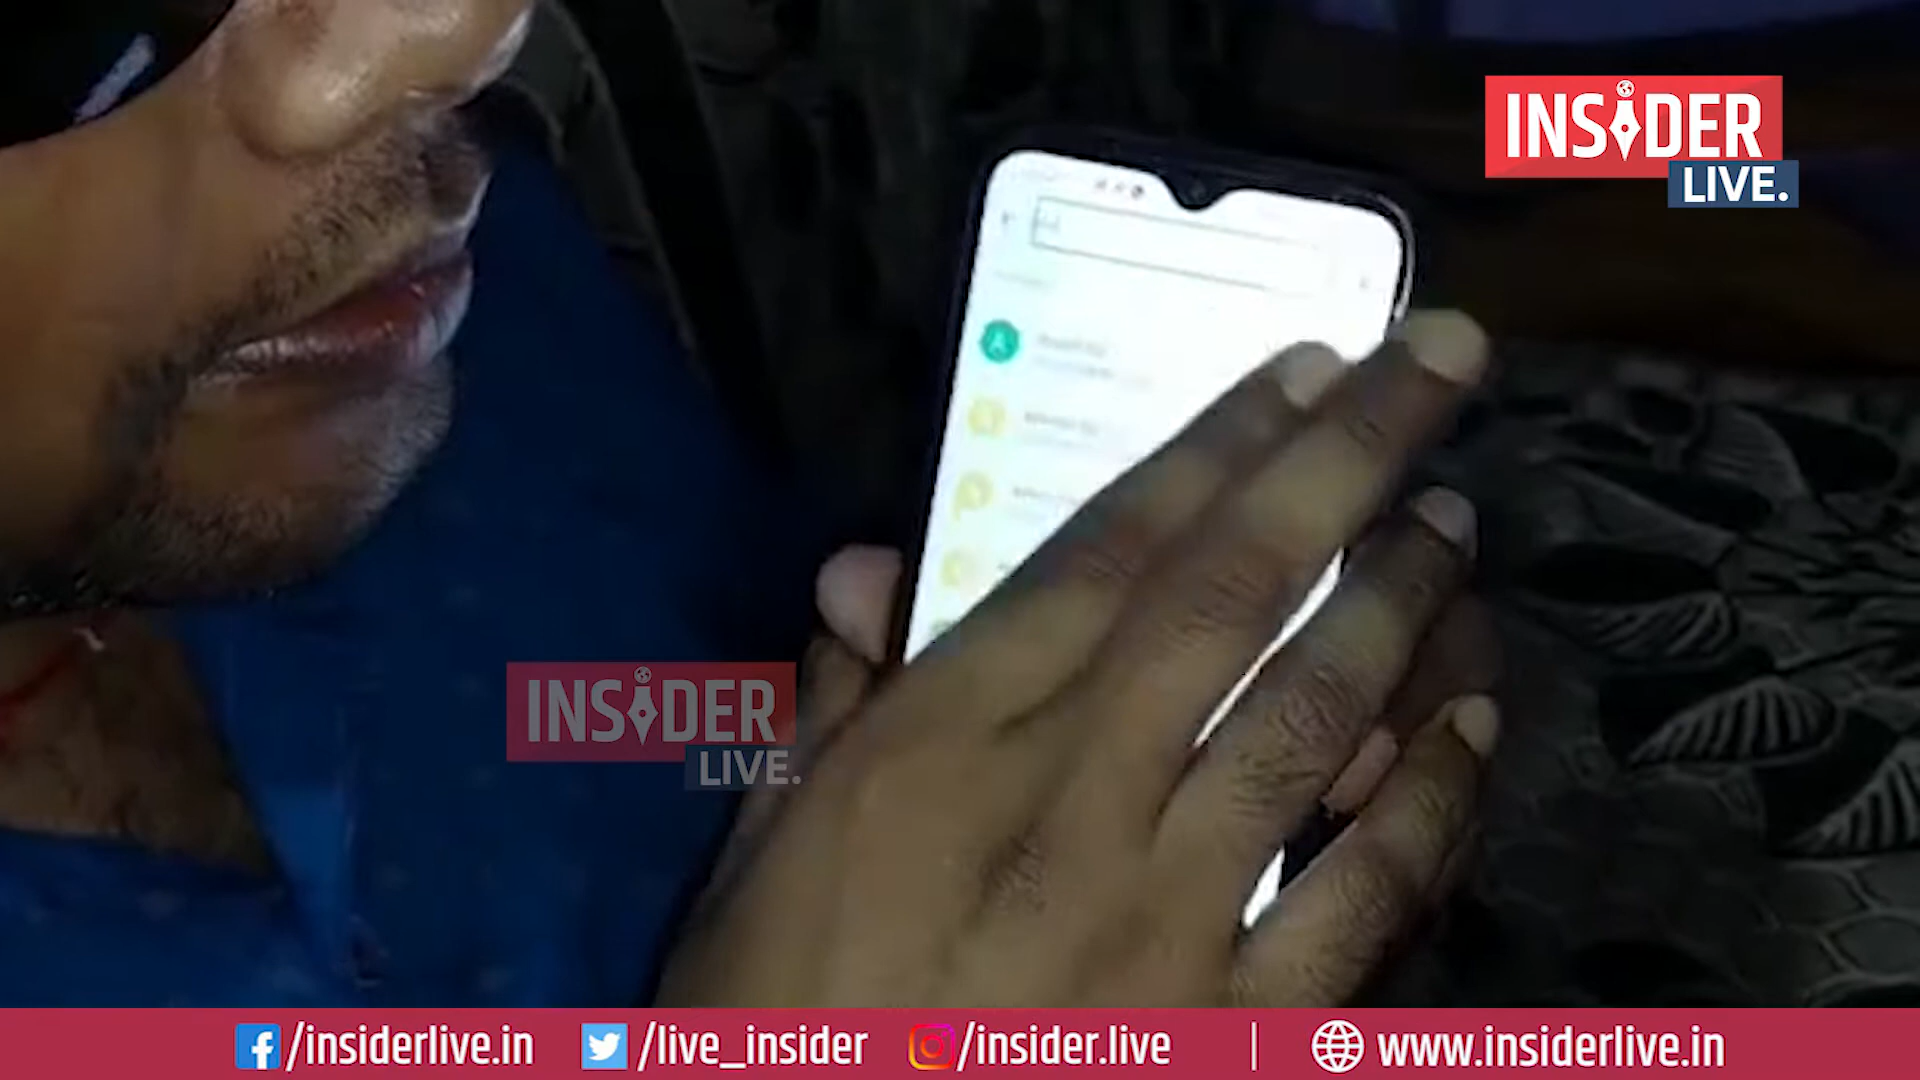 INSiDER
LIVE.
A
INSiDER
LIVE.
/insiderlive.in
/live_insider
/insider.live
www.insiderlive.in